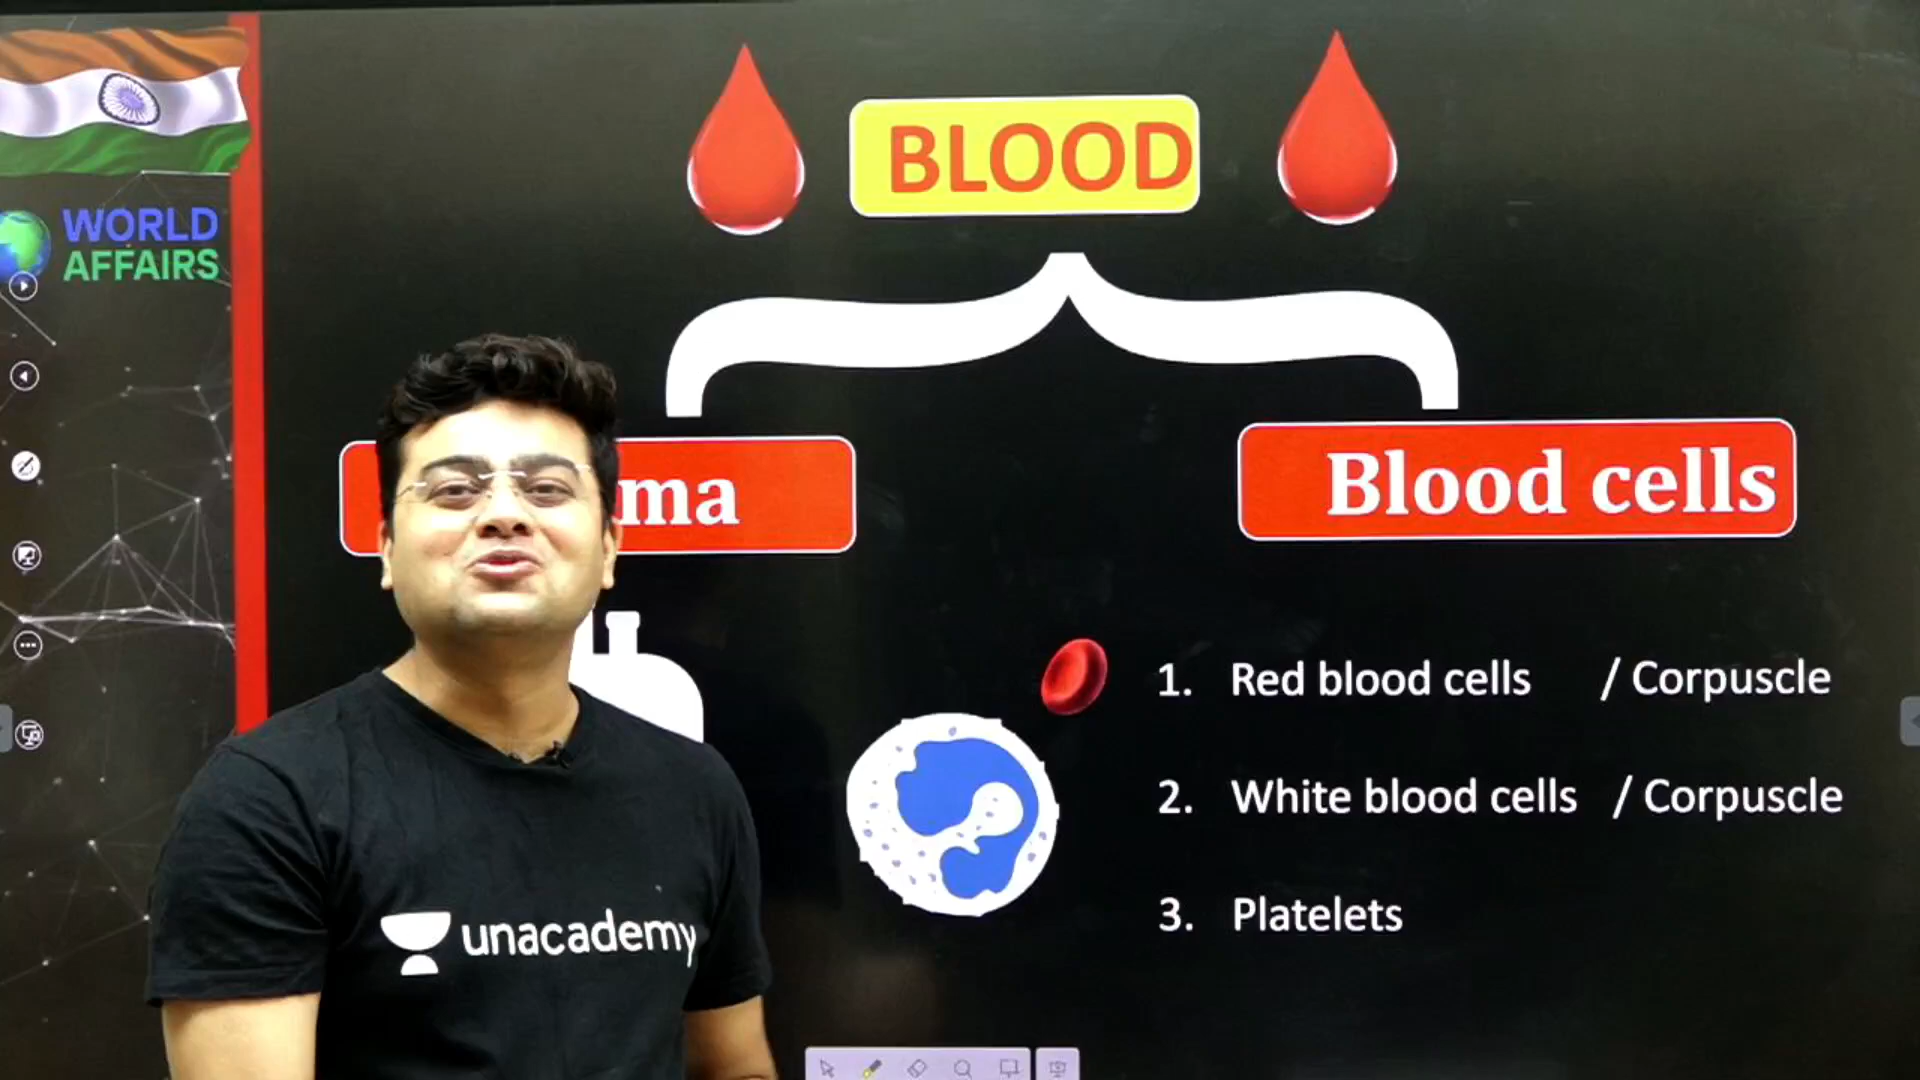 BLOOD
WORLD
AFFAIRS
ma
Blood cells
1. Red blood cells / Corpuscle
2. White blood cells / Corpuscle
3. Platelets
unacademy